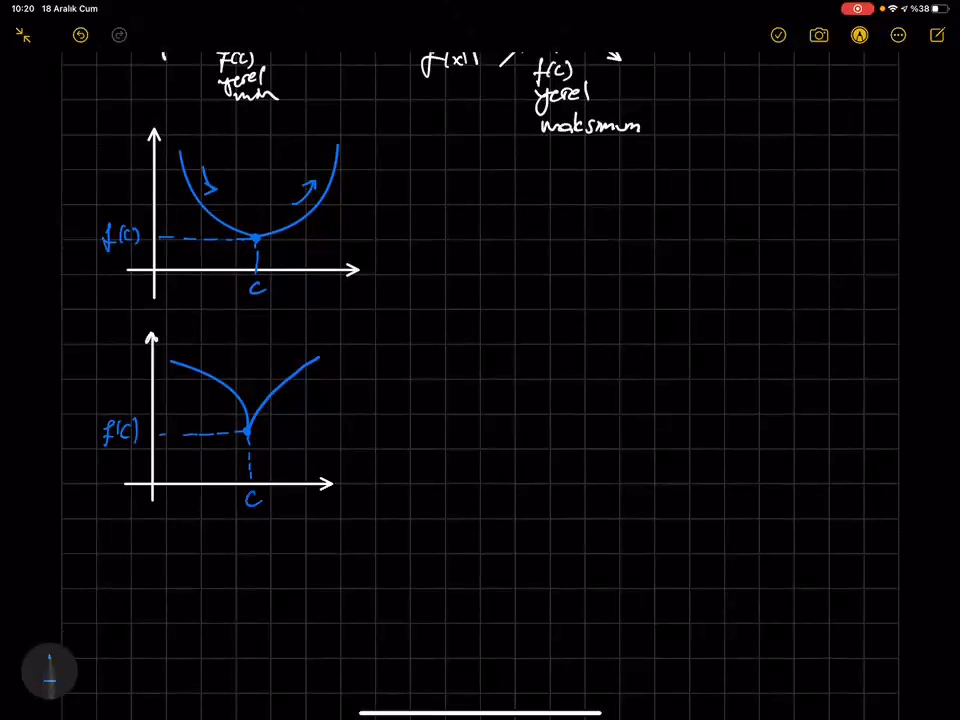 10:20 18 Aralık Cum
%38
f(c)
yerel
min
f(c)
yerel
maksimum
f(c)
c
f(c)
c